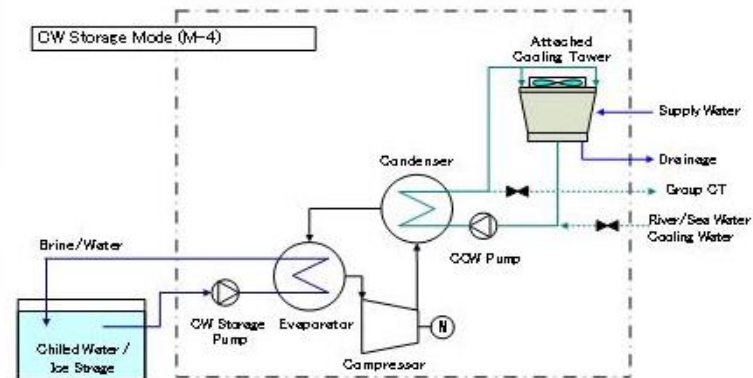 CW Storage Mode (M-4)
Attached
Cooling Tower
Supply Water
Drainage
Condenser
Group CT
River/Sea Water
Cooling Water
Brine/Water
CCW Pump
CW Storage
Pump
Evaporator
N
Chilled Water /
Ice Strage
Compressor